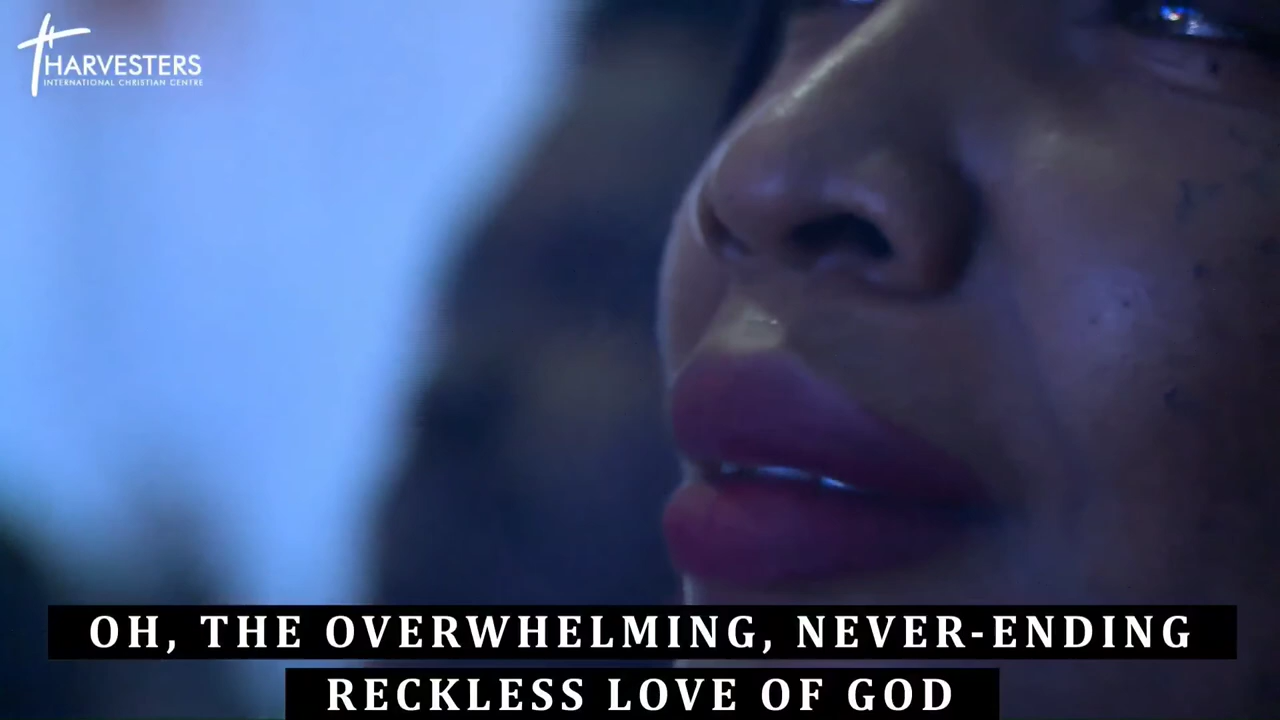 HARVESTERS
INTERNATIONAL CHRISTIAN CENTRE
OH, THE OVERWHELMING, NEVER-ENDING
RECKLESS LOVE OF GOD